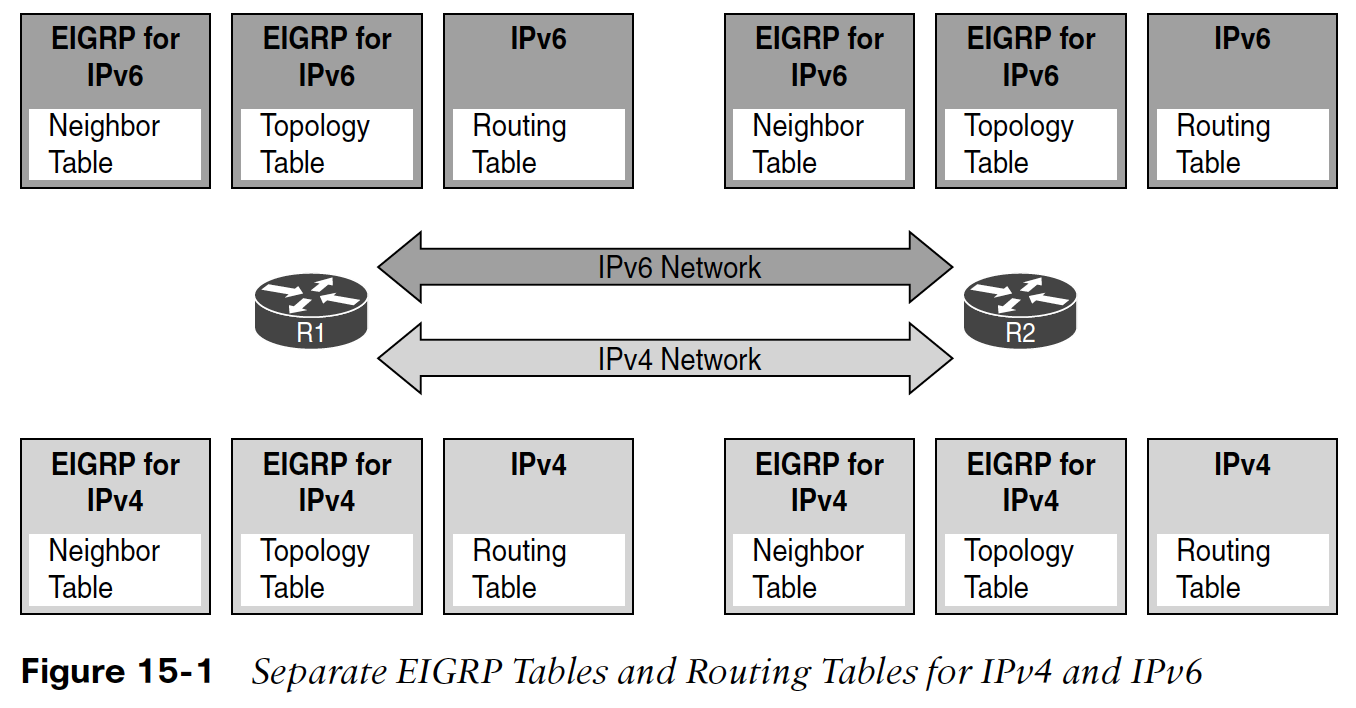 EIGRP for
IPv6
Neighbor
Table
EIGRP for
IPv6
Topology
Table
IPv6
Routing
Table
EIGRP for
IPv6
Neighbor
Table
EIGRP for
IPv6
Topology
Table
IPv6
Routing
Table
IPv6 Network
R1
R2
IPv4 Network
EIGRP for
IPv4
Neighbor
Table
EIGRP for
IPv4
Topology
Table
IPv4
Routing
Table
EIGRP for
IPv4
Neighbor
Table
EIGRP for
IPv4
Topology
Table
IPv4
Routing
Table
Figure 15-1 Separate EIGRP Tables and Routing Tables for IPv4 and IPv6